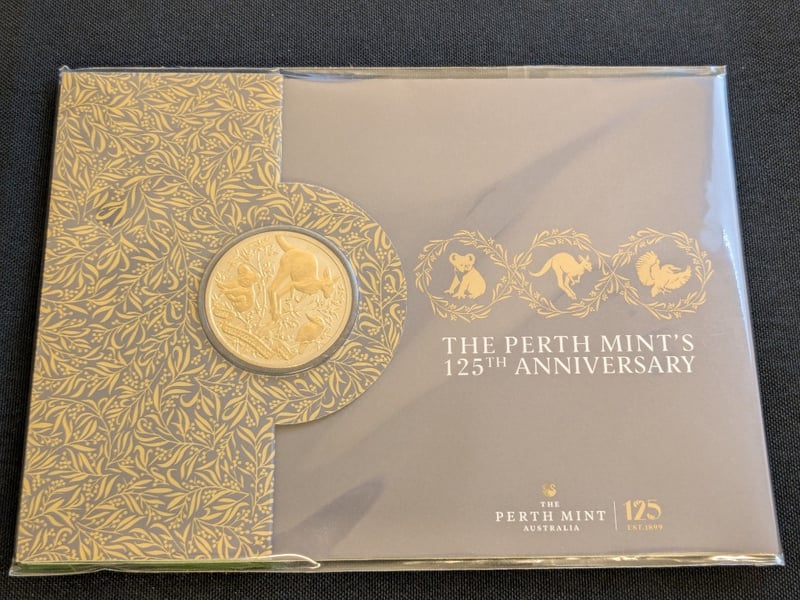 THE PERTH MINT'S
125TH ANNIVERSARY
THE
PERTH MINT
AUSTRALIA
125
EST.1899